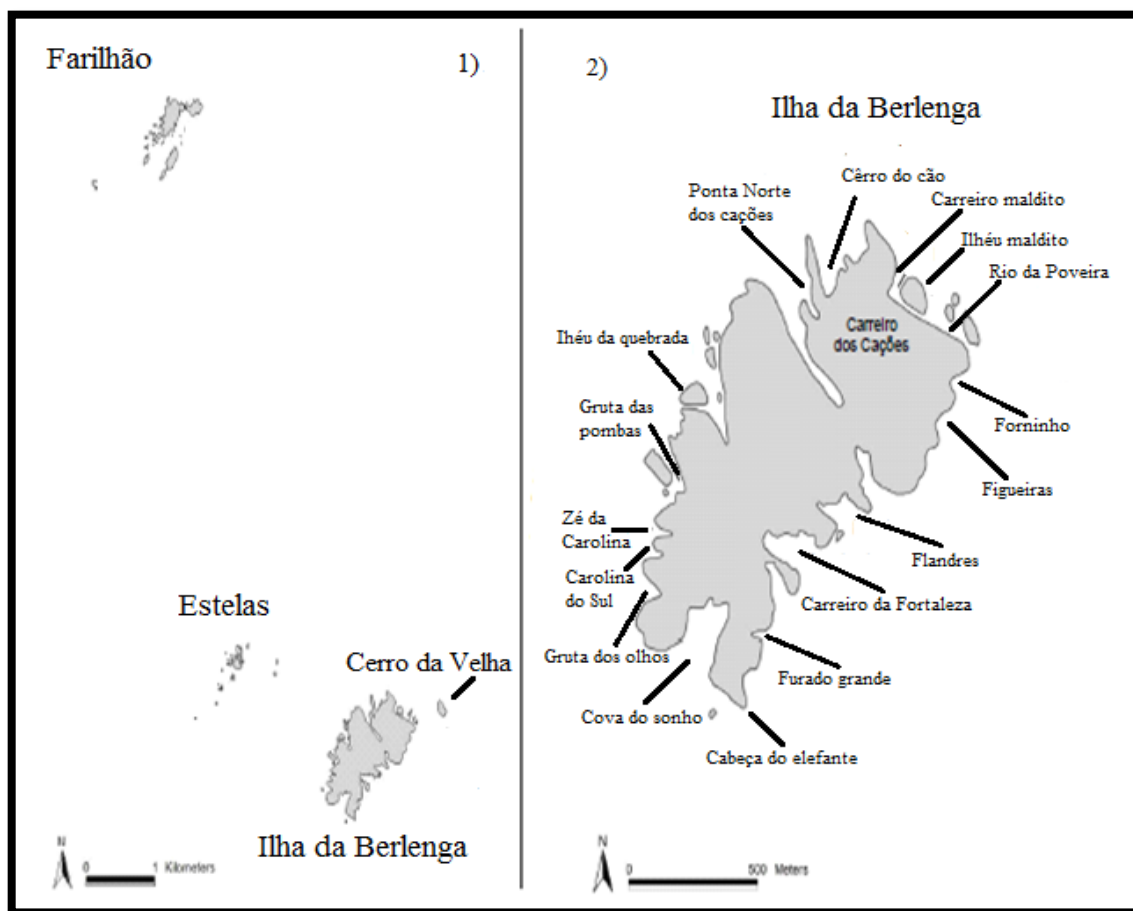 Farilhão
1)
Estelas
Cerro da Velha
Ilha da Berlenga
N
0 1 Kilometers
2)
Ilha da Berlenga
Cêrro do cão
Ponta Norte
dos cações
Carreiro maldito
Ilhéu maldito
Rio da Poveira
Carreiro
dos Cações
Ihéu da quebrada
Gruta das
pombas
Forninho
Figueiras
Zé da
Carolina
Flandres
Carolina
do Sul
Carreiro da Fortaleza
Gruta dos olhos
Furado grande
Cova do sonho
Cabeça do elefante
N
0 500 Meters